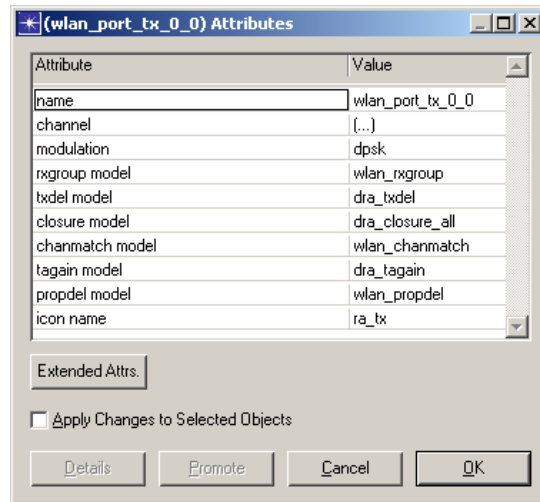 (wlan_port_tx_0_0) Attributes
Attribute Value
name wlan_port_tx_0_0
channel (...)
modulation dpsk
rxgroup model wlan_rxgroup
txdel model dra_txdel
closure model dra_closure_all
chanmatch model wlan_chanmatch
tagain model dra_tagain
propdel model wlan_propdel
icon name ra_tx
Extended Attrs.
Apply Changes to Selected Objects
Details Promote Cancel OK